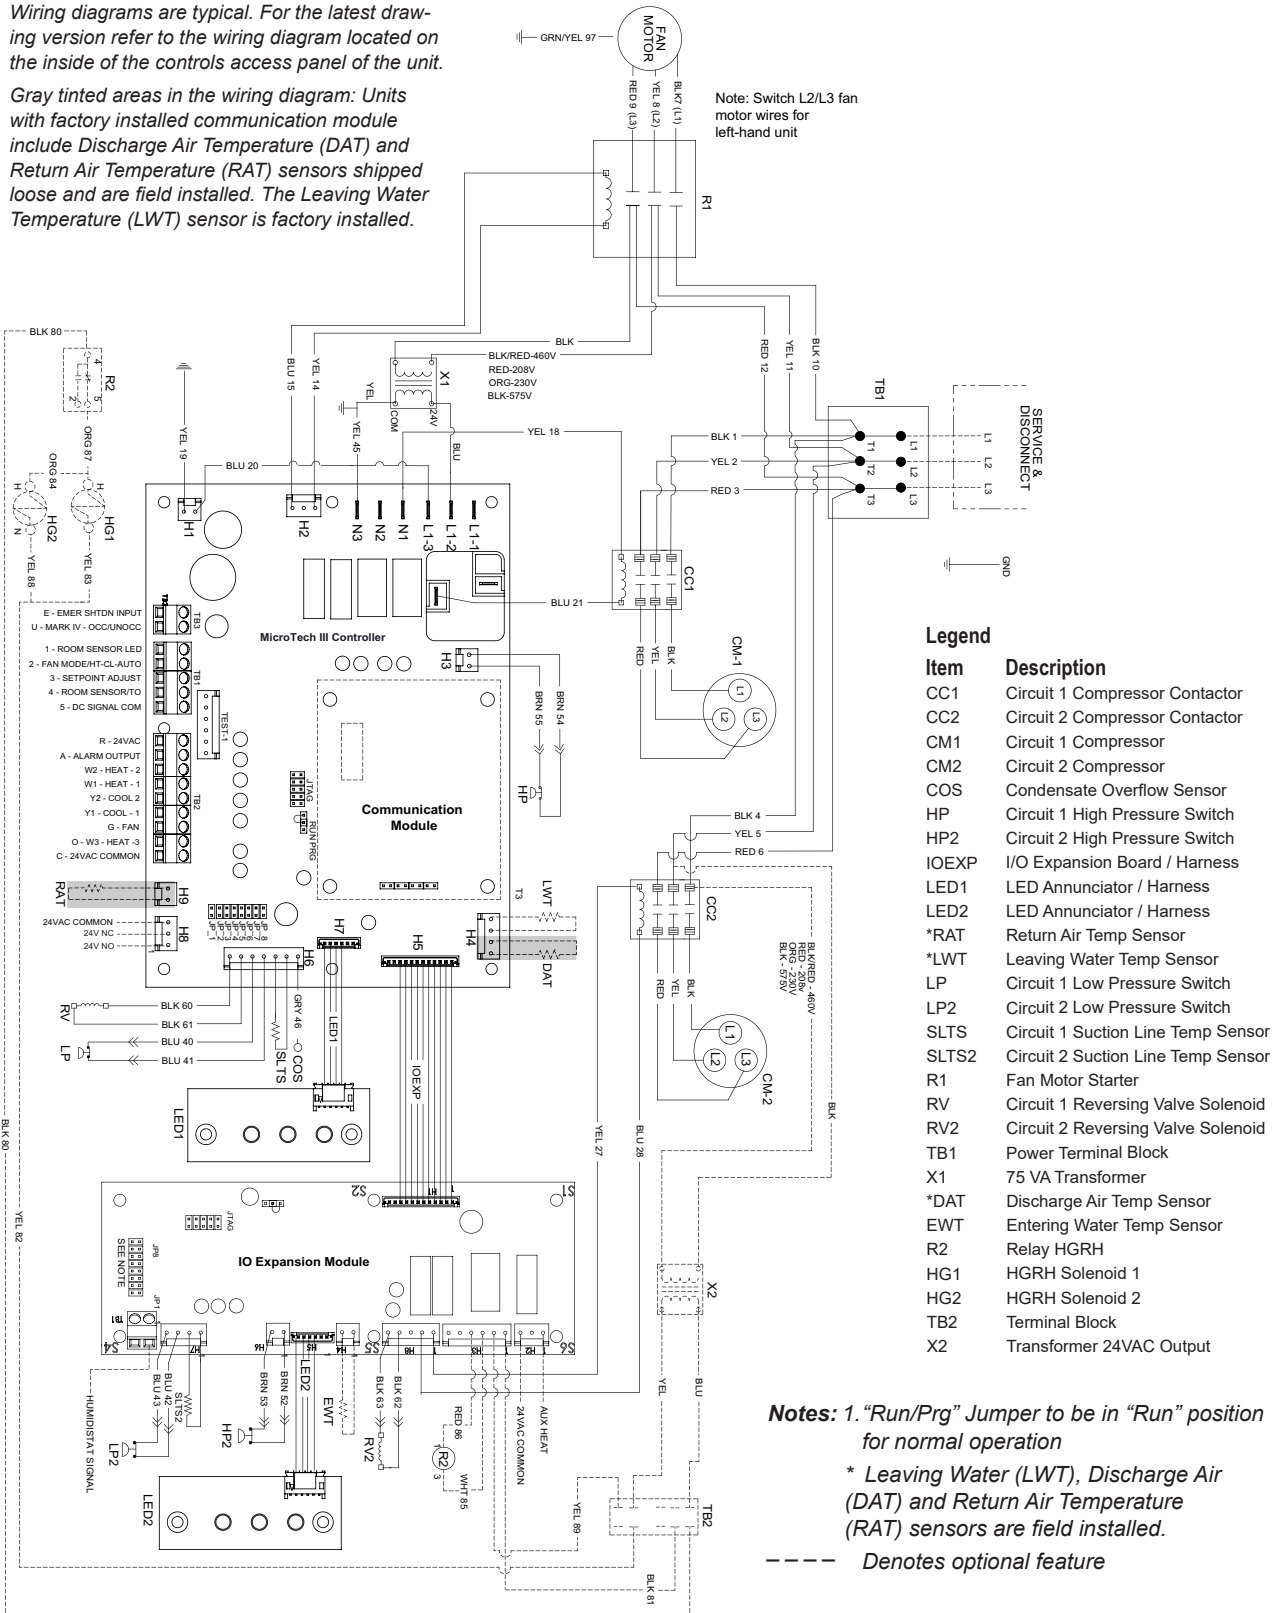 Wiring diagrams are typical. For the latest draw-
ing version refer to the wiring diagram located on
the inside of the controls access panel of the unit.
Gray tinted areas in the wiring diagram: Units
with factory installed communication module
include Discharge Air Temperature (DAT) and
Return Air Temperature (RAT) sensors shipped
loose and are field installed. The Leaving Water
Temperature (LWT) sensor is factory installed.
GRN/YEL 97
FAN
MOTOR
RED 9 (L3)
YEL 8 (L2)
BLK7 (L1)
Note: Switch L2/L3 fan
motor wires for
left-hand unit
R1
BLK 80
4
R2
2
5
ORG 87
ORG 84
H
H
HG1
HG2
N
YEL 88
YEL 83
YEL 19
BLU 20
BLU 15
YEL 14
BLK
BLK/RED-460V
RED-208V
ORG-230V
BLK-575V
X1
YEL
COM
24V
YEL 45
BLU
YEL 18
RED 12
YEL 11
BLK 10
TB1
SERVICE &
DISCONNECT
BLK 1
YEL 2
RED 3
T1
T2
T3
L1
L2
L3
L1
L2
L3
GND
H1
H2
N3
N2
N1
L1-3
L1-2
L1-1
CC1
BLU 21
RED
YEL
BLK
CM-1
L1
L2
L3
MicroTech III Controller
H3
BRN 55
BRN 54
HP
E - EMER SHTDN INPUT
U - MARK IV - OCC/UNOCC
TB3
1 - ROOM SENSOR LED
2 - FAN MODE/HT-CL-AUTO
3 - SETPOINT ADJUST
4 - ROOM SENSOR/TO
5 - DC SIGNAL COM
TB1
TEST-1
R - 24VAC
A - ALARM OUTPUT
W2 - HEAT - 2
W1 - HEAT - 1
Y2 - COOL 2
Y1 - COOL - 1
G - FAN
O - W3 - HEAT -3
C - 24VAC COMMON
TB2
JTAG
RUN PRG
Communication
Module
RAT
H9
24VAC COMMON
24V NC
24V NO
H8
1
H6
H7
H5
T3
H4
LWT
DAT
BLK 4
YEL 5
RED 6
CC2
RED
YEL
BLK
BLK/RED - 460V
RED - 208v
ORG - 230V
BLK - 575V
L1
L2
L3
CM-2
BLK
RV
BLK 60
BLK 61
LP
BLU 40
BLU 41
SLTS
GRY 46
COS
LED1
IOEXP
LED1
BLK 80
YEL 82
YEL 27
BLU 28
S2
H1
1
S1
JTAG
IO Expansion Module
JP8
SEE NOTE
JP1
TB1
S4
H7
H6
H5
H4
S5
H8
H3
H2
S6
X2
YEL
BLU
HUMIDISTAT SIGNAL
BLU 43
BLU 42
SLTS2
LP2
BRN 53
BRN 52
HP2
LED2
EWT
BLK 63
BLK 62
RV2
RED 86
1
R2
3
WHT 85
24VAC COMMON
AUX HEAT
YEL 89
TB2
BLK 81
LED2
Legend
Item Description
CC1 Circuit 1 Compressor Contactor
CC2 Circuit 2 Compressor Contactor
CM1 Circuit 1 Compressor
CM2 Circuit 2 Compressor
COS Condensate Overflow Sensor
HP Circuit 1 High Pressure Switch
HP2 Circuit 2 High Pressure Switch
IOEXP I/O Expansion Board / Harness
LED1 LED Annunciator / Harness
LED2 LED Annunciator / Harness
*RAT Return Air Temp Sensor
*LWT Leaving Water Temp Sensor
LP Circuit 1 Low Pressure Switch
LP2 Circuit 2 Low Pressure Switch
SLTS Circuit 1 Suction Line Temp Sensor
SLTS2 Circuit 2 Suction Line Temp Sensor
R1 Fan Motor Starter
RV Circuit 1 Reversing Valve Solenoid
RV2 Circuit 2 Reversing Valve Solenoid
TB1 Power Terminal Block
X1 75 VA Transformer
*DAT Discharge Air Temp Sensor
EWT Entering Water Temp Sensor
R2 Relay HGRH
HG1 HGRH Solenoid 1
HG2 HGRH Solenoid 2
TB2 Terminal Block
X2 Transformer 24VAC Output
Notes: 1."Run/Prg" Jumper to be in "Run" position
for normal operation
* Leaving Water (LWT), Discharge Air
(DAT) and Return Air Temperature
(RAT) sensors are field installed.
Denotes optional feature